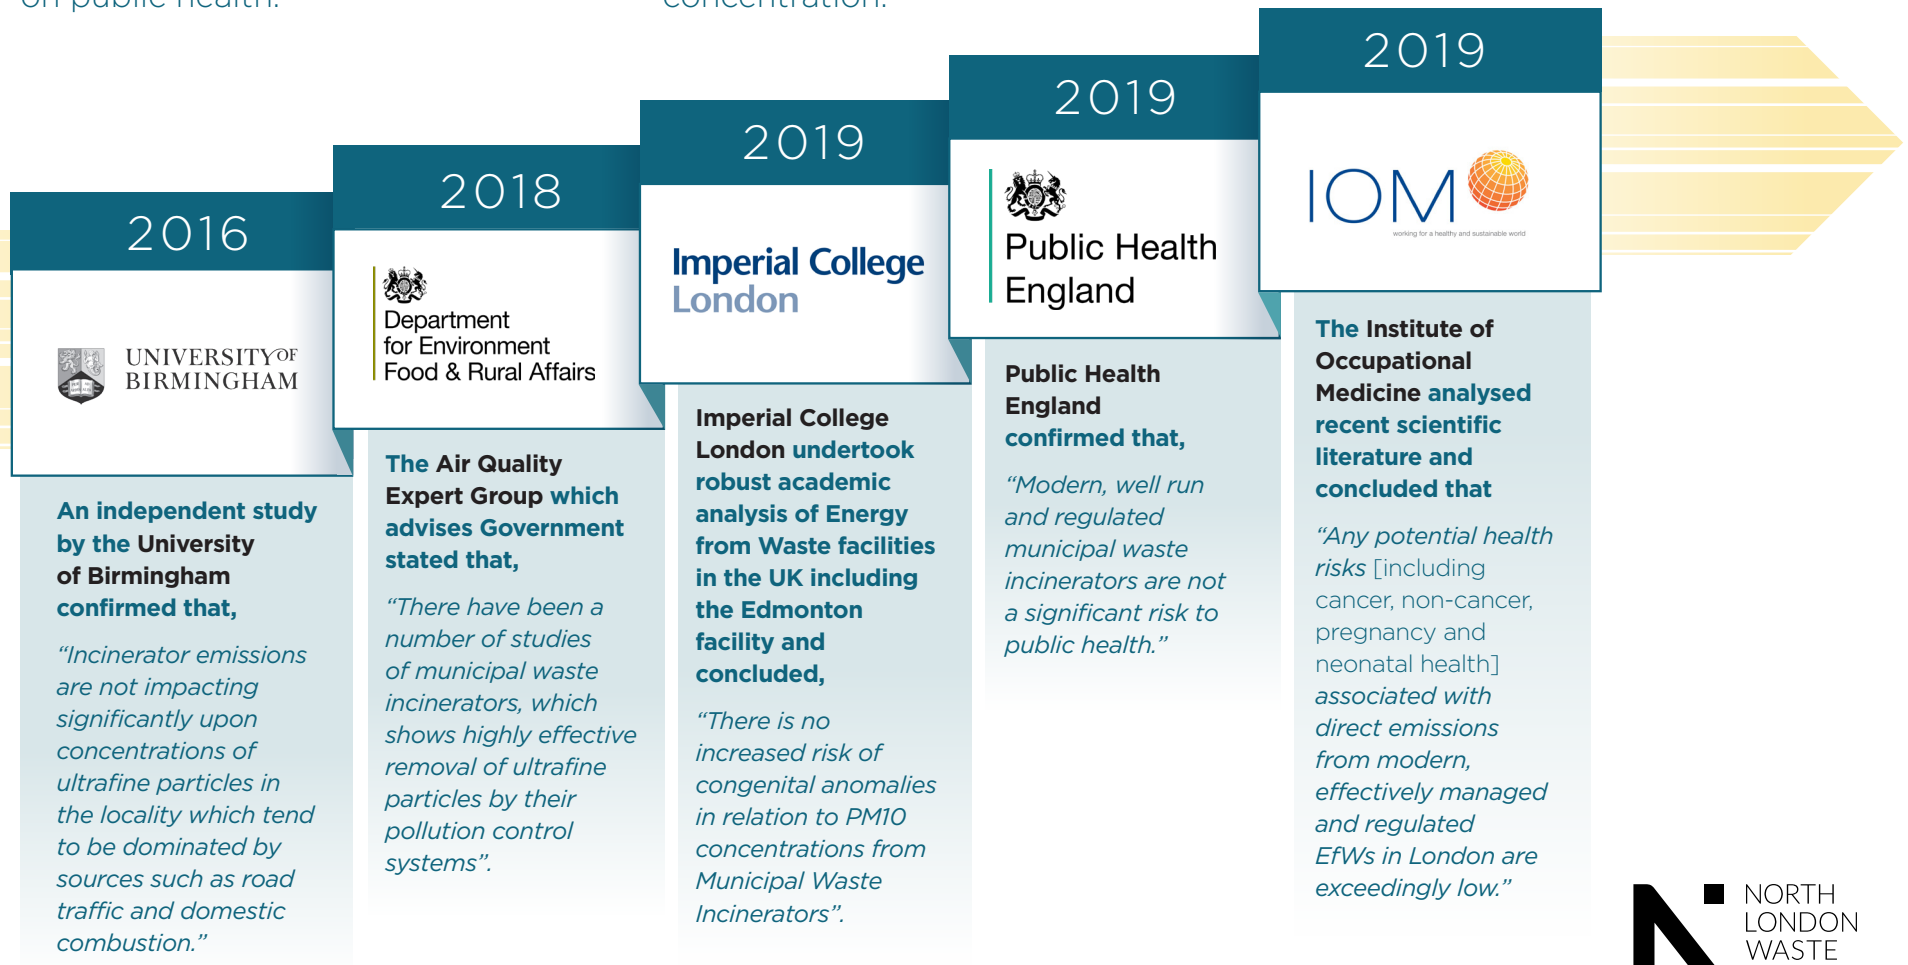 on public health.
concentration.
2016
UNIVERSITY OF
BIRMINGHAM
An independent study
by the University
of Birmingham
confirmed that,
“Incinerator emissions
are not impacting
significantly upon
concentrations of
ultrafine particles in
the locality which tend
to be dominated by
sources such as road
traffic and domestic
combustion.”
2018
Department
for Environment
Food & Rural Affairs
The Air Quality
Expert Group which
advises Government
stated that,
“There have been a
number of studies
of municipal waste
incinerators, which
shows highly effective
removal of ultrafine
particles by their
pollution control
systems”.
2019
Imperial College
London
Imperial College
London undertook
robust academic
analysis of Energy
from Waste facilities
in the UK including
the Edmonton
facility and
concluded,
“There is no
increased risk of
congenital anomalies
in relation to PM10
concentrations from
Municipal Waste
Incinerators”.
2019
Public Health
England
Public Health
England
confirmed that,
“Modern, well run
and regulated
municipal waste
incinerators are not
a significant risk to
public health.”
2019
IOM
working for a healthy and sustainable world
The Institute of
Occupational
Medicine analysed
recent scientific
literature and
concluded that
“Any potential health
risks [including
cancer, non-cancer,
pregnancy and
neonatal health]
associated with
direct emissions
from modern,
effectively managed
and regulated
EfWs in London are
exceedingly low.”
NORTH
LONDON
WASTE